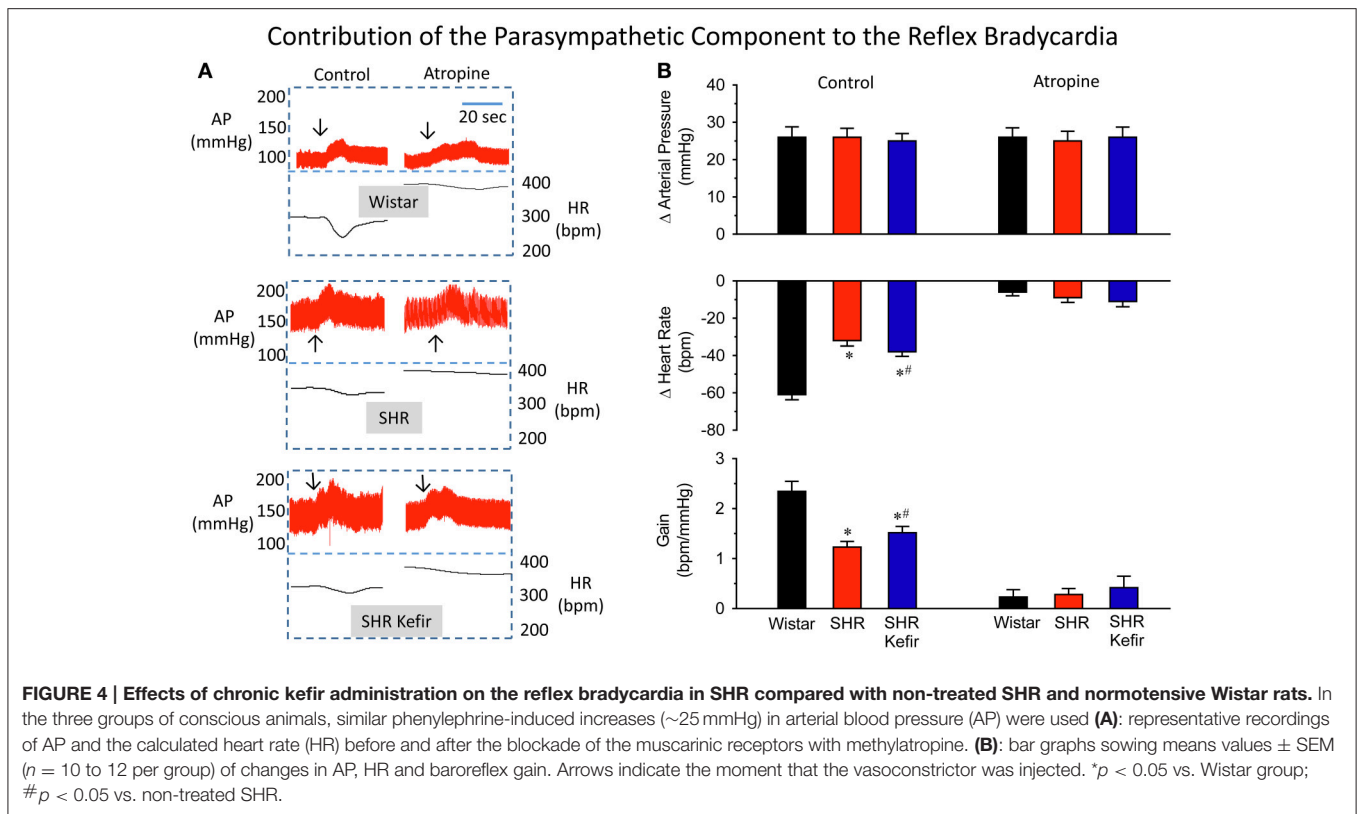 Contribution of the Parasympathetic Component to the Reflex Bradycardia
A
Control
Atropine
AP
(mmHg)
200
150
100
20 sec
Wistar
400
300
200
HR
(bpm)
AP
(mmHg)
200
150
100
SHR
400
300
200
HR
(bpm)
AP
(mmHg)
200
150
100
SHR Kefir
400
300
200
HR
(bpm)
B
Control
Atropine
Δ Arterial Pressure
(mmHg)
40
30
20
10
0
Δ Heart Rate
(bpm)
0
-20
-40
-60
-80
*
*#
Gain
(bpm/mmHg)
3
2
1
0
*
*#
Wistar
SHR
SHR
Kefir
Wistar
SHR
SHR
Kefir
FIGURE 4 | Effects of chronic kefir administration on the reflex bradycardia in SHR compared with non-treated SHR and normotensive Wistar rats. In
the three groups of conscious animals, similar phenylephrine-induced increases (~25 mmHg) in arterial blood pressure (AP) were used (A): representative recordings
of AP and the calculated heart rate (HR) before and after the blockade of the muscarinic receptors with methylatropine. (B): bar graphs sowing means values ± SEM
(n = 10 to 12 per group) of changes in AP, HR and baroreflex gain. Arrows indicate the moment that the vasoconstrictor was injected. *p < 0.05 vs. Wistar group;
#p < 0.05 vs. non-treated SHR.